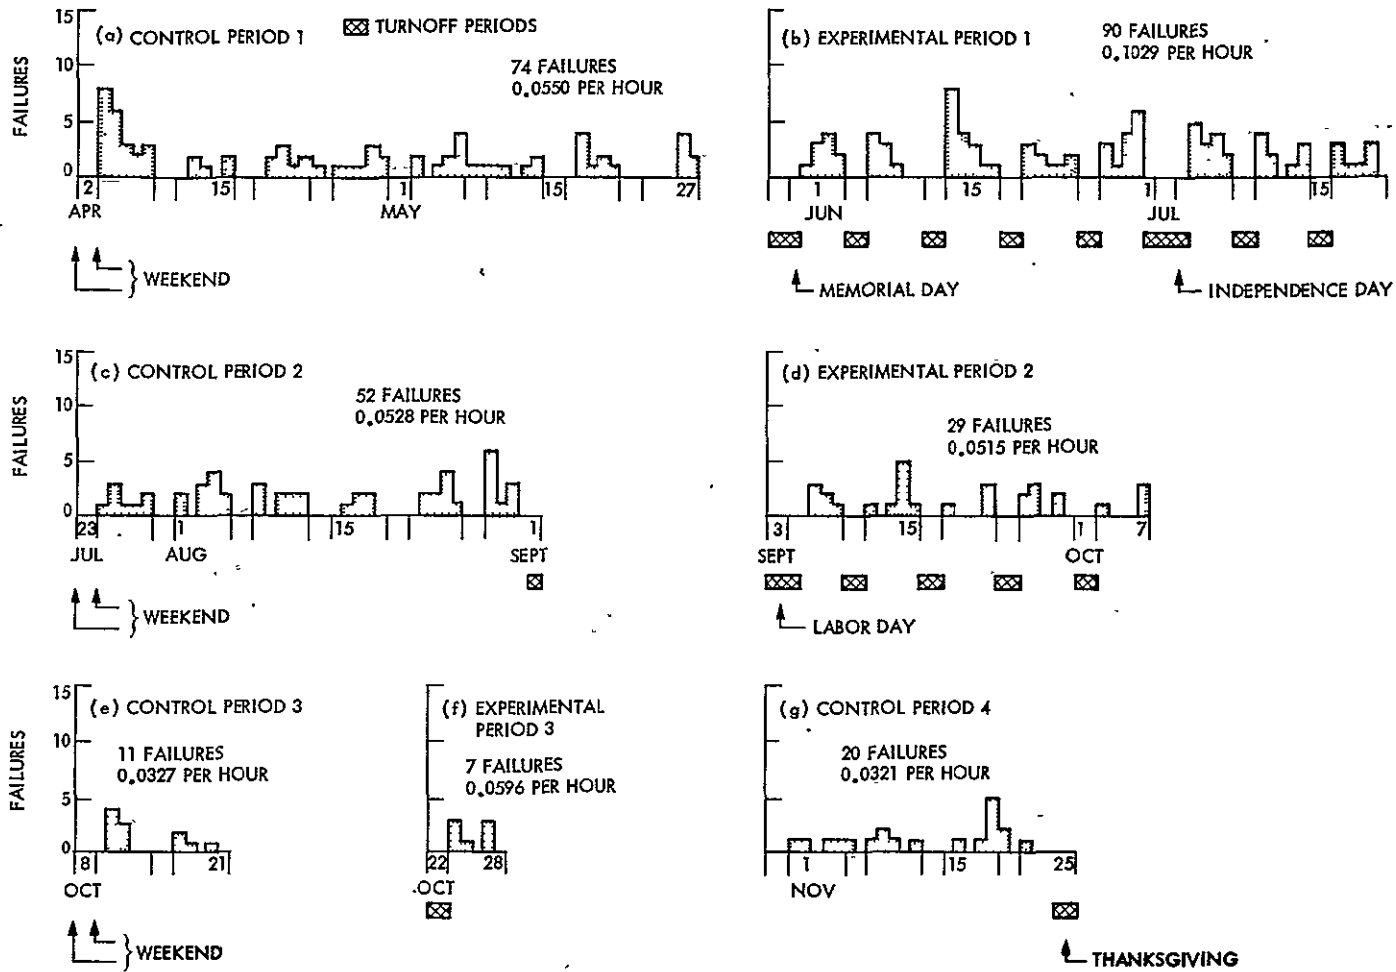 FAILURES
15
10
5
0
(a) CONTROL PERIOD 1
TURNOFF PERIODS
74 FAILURES
0.0550 PER HOUR
2
15
1
15
27
APR
MAY
WEEKEND
15
10
5
(b) EXPERIMENTAL PERIOD 1
90 FAILURES
0.1029 PER HOUR
1
15
1
15
JUN
JUL
MEMORIAL DAY
INDEPENDENCE DAY
FAILURES
15
10
5
0
(c) CONTROL PERIOD 2
52 FAILURES
0.0528 PER HOUR
23
1
15
1
JUL
AUG
SEPT
WEEKEND
(d) EXPERIMENTAL PERIOD 2
29 FAILURES
0.0515 PER HOUR
3
15
1
7
SEPT
OCT
LABOR DAY
FAILURES
15
10
5
0
(e) CONTROL PERIOD 3
11 FAILURES
0.0327 PER HOUR
8
21
OCT
WEEKEND
(f) EXPERIMENTAL
PERIOD 3
7 FAILURES
0.0596 PER HOUR
22
28
OCT
(g) CONTROL PERIOD 4
20 FAILURES
0.0321 PER HOUR
1
15
25
NOV
THANKSGIVING